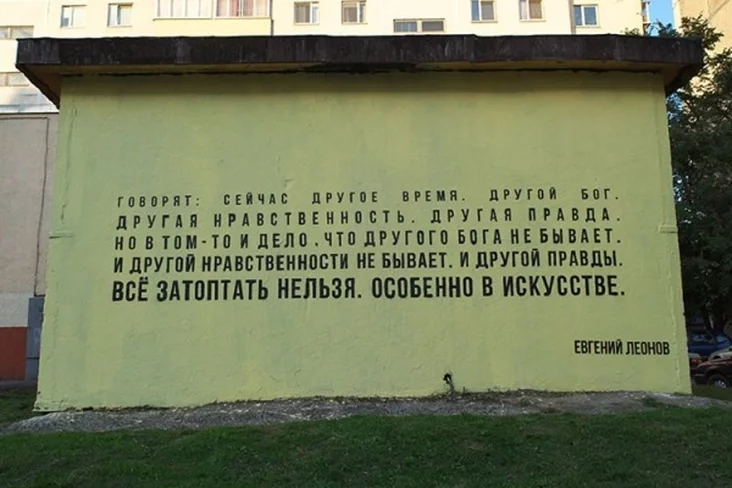 ГОВОРЯТ: СЕЙЧАС ДРУГОЕ ВРЕМЯ. ДРУГОЙ БОГ.
ДРУГАЯ НРАВСТВЕННОСТЬ. ДРУГАЯ ПРАВДА.
НО В ТОМ-ТО И ДЕЛО, ЧТО ДРУГОГО БОГА НЕ БЫВАЕТ.
И ДРУГОЙ НРАВСТВЕННОСТИ НЕ БЫВАЕТ. И ДРУГОЙ ПРАВДЫ.
ВСЁ ЗАТОПТАТЬ НЕЛЬЗЯ. ОСОБЕННО В ИСКУССТВЕ.
ЕВГЕНИЙ ЛЕОНОВ